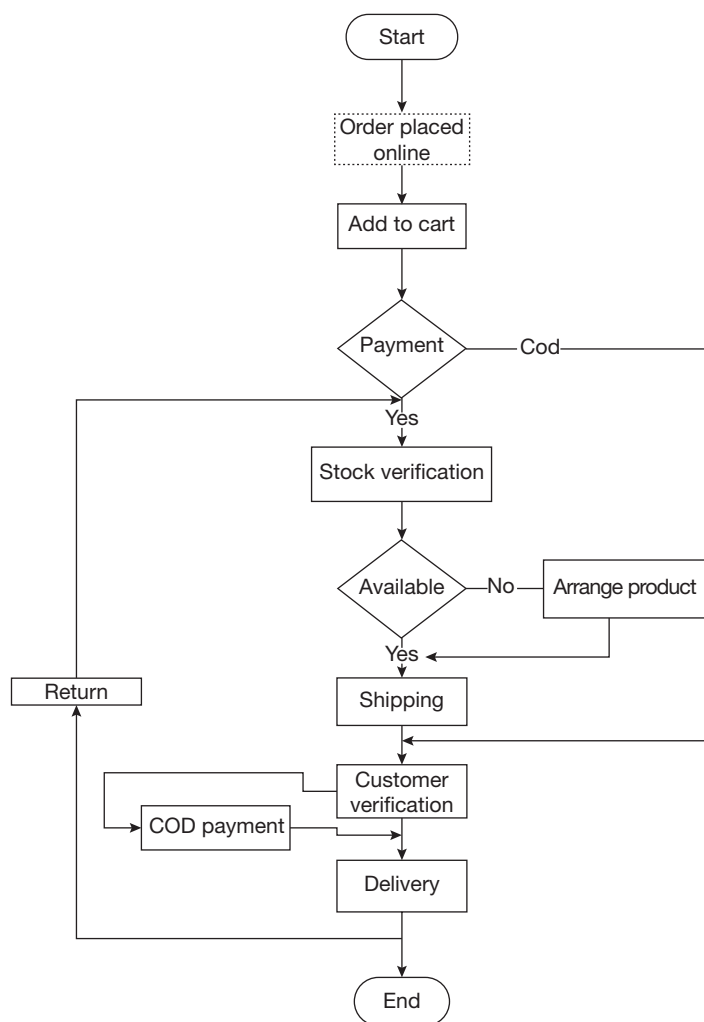 Start
Order placed
online
Add to cart
Payment
Cod
Yes
Stock verification
Available
No
Arrange product
Yes
Return
Shipping
Customer
verification
COD payment
Delivery
End